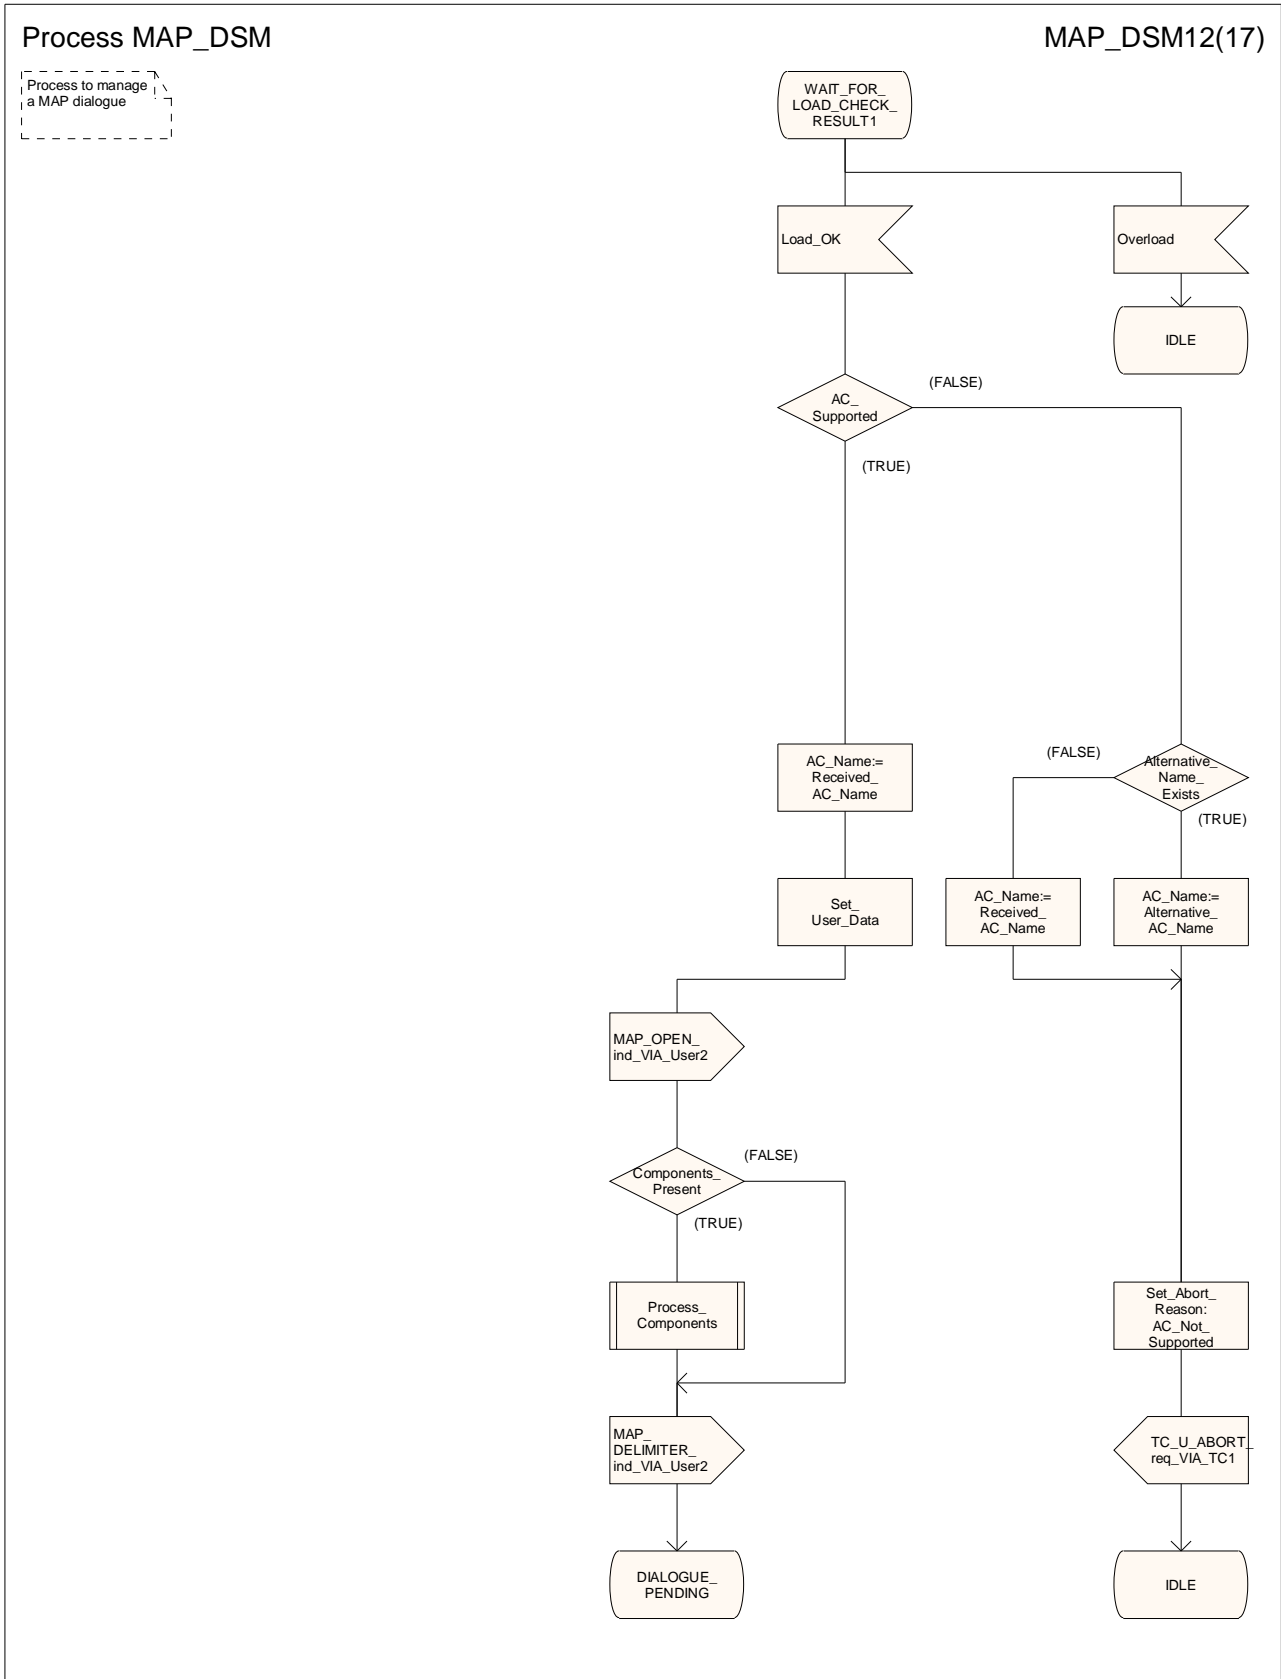 Process MAP_DSM
MAP_DSM12(17)
Process to manage
a MAP dialogue
WAIT_FOR_
LOAD_CHECK_
RESULT1
Load_OK
Overload
IDLE
AC_
Supported
(FALSE)
(TRUE)
AC_Name:=
Received_
AC_Name
(FALSE)
Alternative_
Name_
Exists
(TRUE)
Set_
User_Data
AC_Name:=
Received_
AC_Name
AC_Name:=
Alternative_
AC_Name
MAP_OPEN_
ind_VIA_User2
Components_
Present
(FALSE)
(TRUE)
Process_
Components
Set_Abort_
Reason:
AC_Not_
Supported
MAP_
DELIMITER_
ind_VIA_User2
TC_U_ABORT_
req_VIA_TC1
DIALOGUE_
PENDING
IDLE